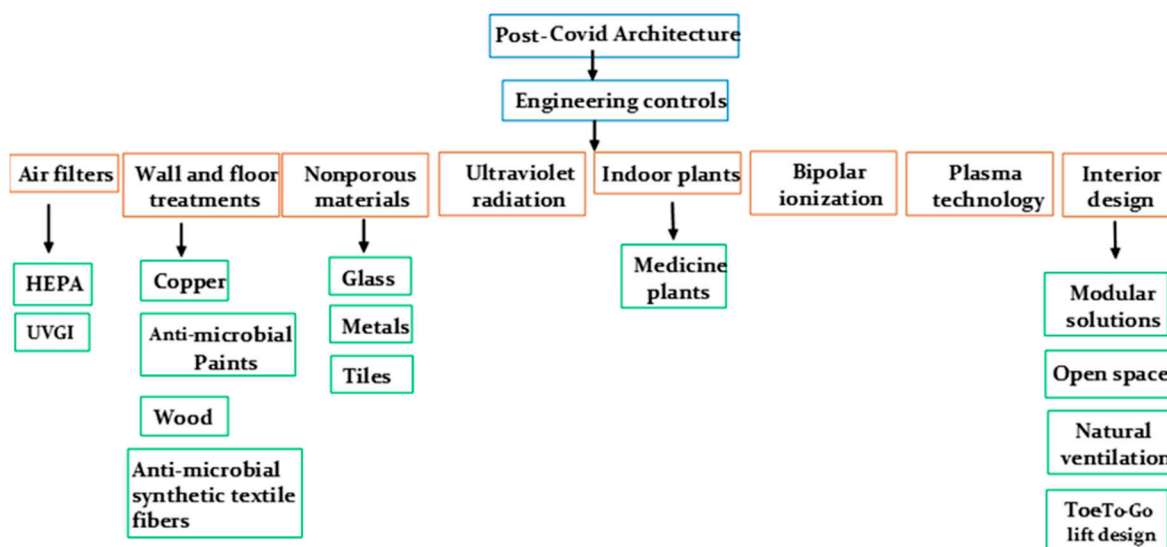 Post-Covid Architecture
Engineering controls
Air filters
Wall and floor
treatments
Nonporous
materials
Ultraviolet
radiation
Indoor plants
Bipolar
ionization
Plasma
technology
Interior
design
HEPA
UVGI
Copper
Anti-microbial
Paints
Wood
Anti-microbial
synthetic textile
fibers
Glass
Metals
Tiles
Medicine
plants
Modular
solutions
Open space
Natural
ventilation
ToeTo-Go
lift design